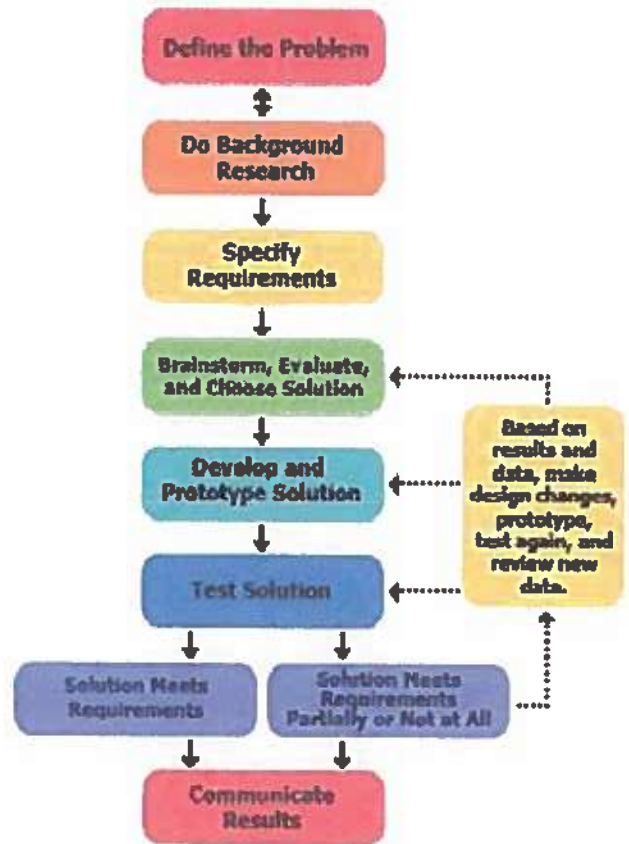 Define the Problem
Do Background
Research
Specify
Requirements
Brainstorm, Evaluate,
and Choose Solution
Develop and
Prototype Solution
Test Solution
Based on
results and
data, make
design changes,
prototype,
test again, and
review new
data.
Solution Meets
Requirements
Solution Meets
Requirements
Partially or Not at All
Communicate
Results